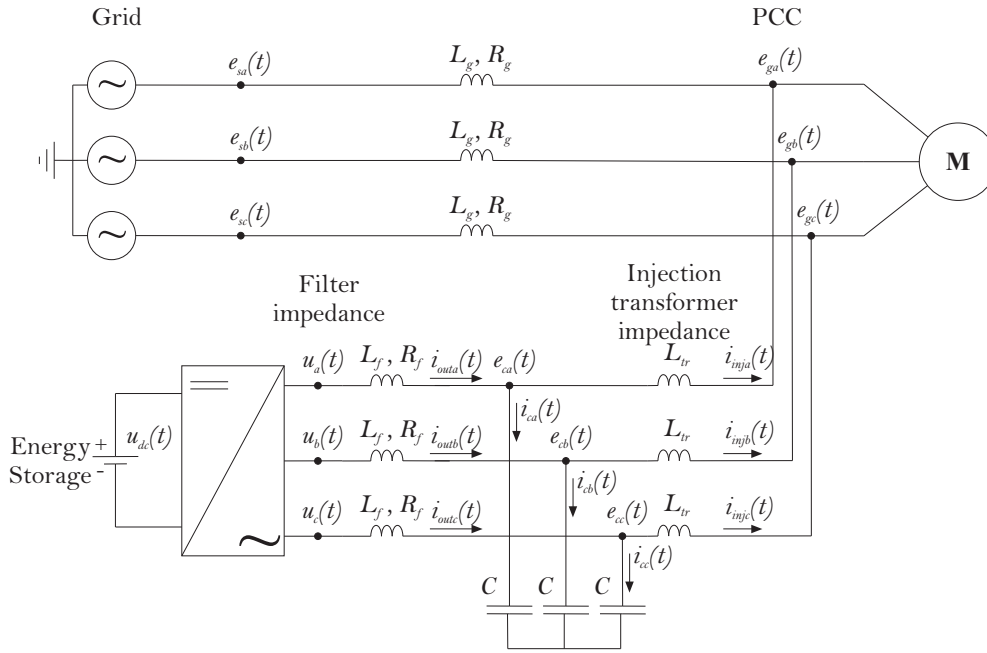 Grid
PCC
e_sa(t)
L_g, R_g
e_ga(t)
e_sb(t)
L_g, R_g
e_gb(t)
M
e_sc(t)
L_g, R_g
e_gc(t)
Filter
impedance
Injection
transformer
impedance
u_a(t)
L_f, R_f
i_outa(t)
e_ca(t)
L_tr
i_inja(t)
i_ca(t)
Energy
Storage
+
-
u_dc(t)
u_b(t)
L_f, R_f
i_outb(t)
e_cb(t)
L_tr
i_injb(t)
i_cb(t)
u_c(t)
L_f, R_f
i_outc(t)
e_cc(t)
L_tr
i_injc(t)
i_cc(t)
C
C
C